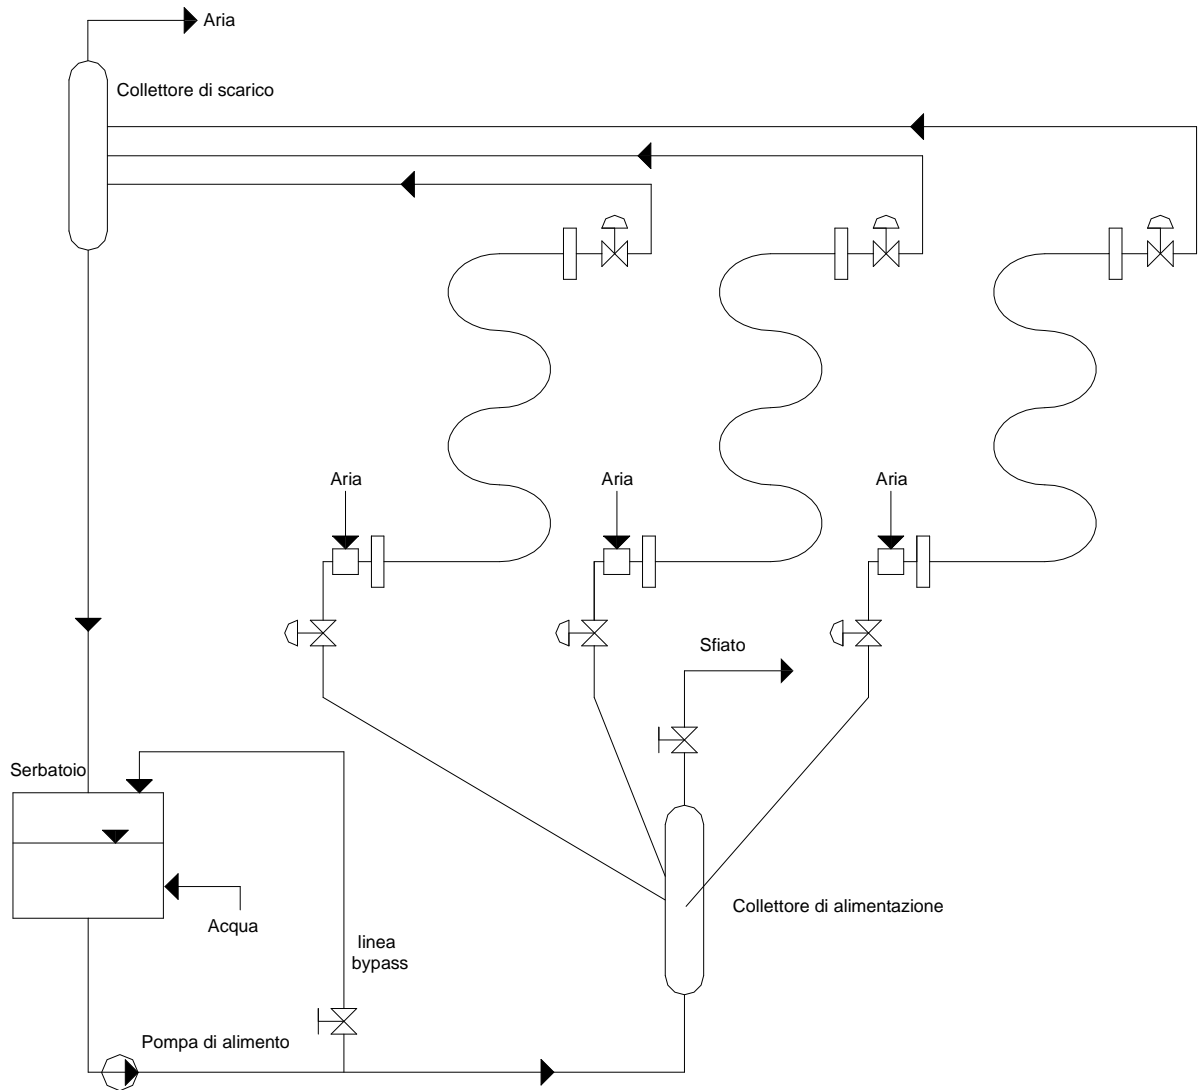 Aria
Collettore di scarico
Aria
Aria
Aria
Sfiato
Serbatoio
Collettore di alimentazione
Acqua
linea
bypass
Pompa di alimento